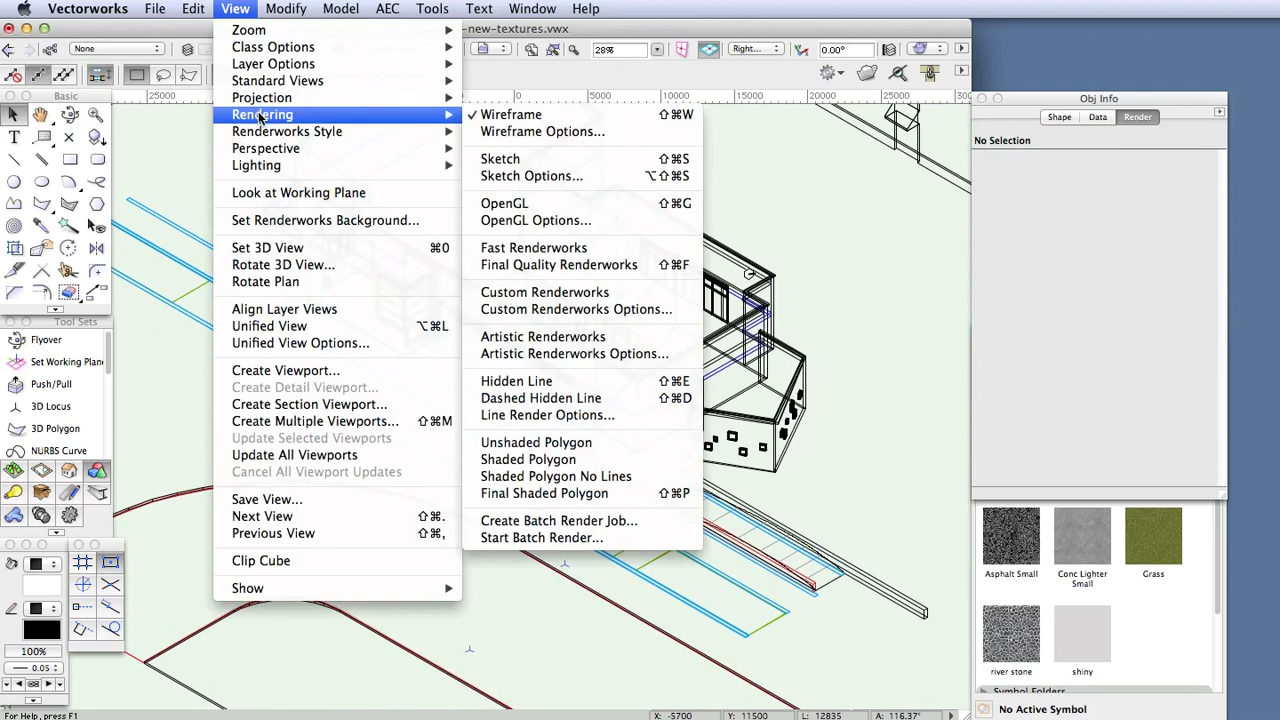 Vectorworks File Edit View Modify Model AEC Tools Text Window Help
-new-textures.vwx
None 28% Right... 0.00°
Basic
25000 0 5000 10000 15000 20000 25000
Zoom
Class Options
Layer Options
Standard Views
Projection
Rendering
Renderworks Style
Perspective
Lighting
Look at Working Plane
Set Renderworks Background...
Set 3D View ⌘0
Rotate 3D View...
Rotate Plan
Align Layer Views
Unified View ⌥⌘L
Unified View Options...
Create Viewport...
Create Detail Viewport...
Create Section Viewport...
Create Multiple Viewports... ⇧⌘M
Update Selected Viewports
Update All Viewports
Cancel All Viewport Updates
Save View...
Next View ⇧⌘.
Previous View ⇧⌘,
Clip Cube
Show
✓ Wireframe ⇧⌘W
Wireframe Options...
Sketch ⇧⌘S
Sketch Options... ⌥⇧⌘S
OpenGL ⇧⌘G
OpenGL Options...
Fast Renderworks
Final Quality Renderworks ⇧⌘F
Custom Renderworks
Custom Renderworks Options...
Artistic Renderworks
Artistic Renderworks Options...
Hidden Line ⇧⌘E
Dashed Hidden Line ⇧⌘D
Line Render Options...
Unshaded Polygon
Shaded Polygon
Shaded Polygon No Lines
Final Shaded Polygon ⇧⌘P
Create Batch Render Job...
Start Batch Render...
Tool Sets
Flyover
Set Working Plane
Push/Pull
3D Locus
3D Polygon
NURBS Curve
100%
0.05
Obj Info
Shape Data Render
No Selection
Asphalt Small
Conc Lighter Small
Grass
river stone
shiny
Symbol Folders
No Active Symbol
For Help, press F1
X: -5700 Y: 11500 L: 12835 A: 116.37°